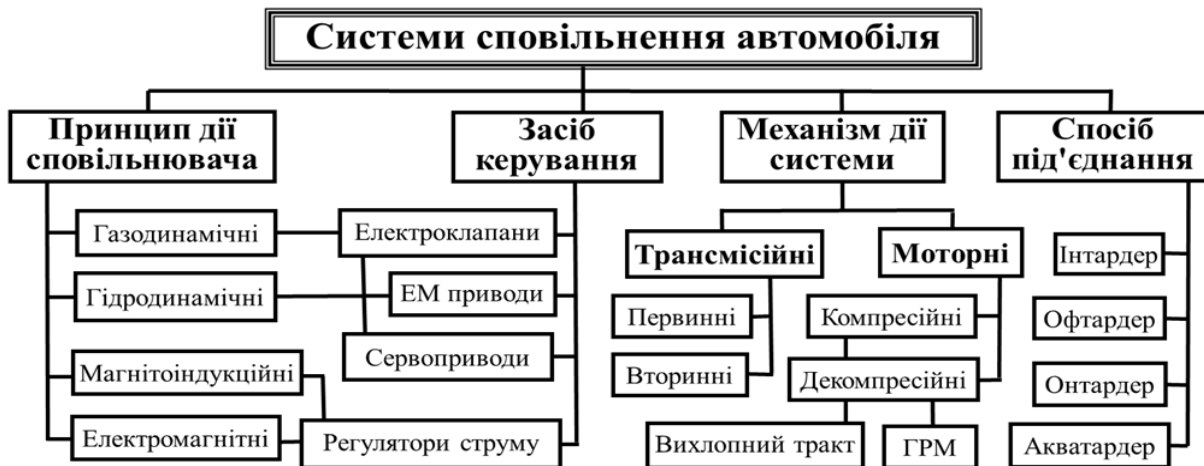 Системи сповільнення автомобіля
Принцип дії
сповільнювача
Засіб
керування
Механізм дії
системи
Спосіб
під'єднання
Газодинамічні
Гідродинамічні
Магнітоіндукційні
Електромагнітні
Електроклапани
ЕМ приводи
Сервоприводи
Регулятори струму
Трансмісійні
Моторні
Первинні
Вторинні
Компресійні
Декомпресійні
Вихлопний тракт
ГРМ
Інтардер
Офтардер
Онтардер
Акватардер